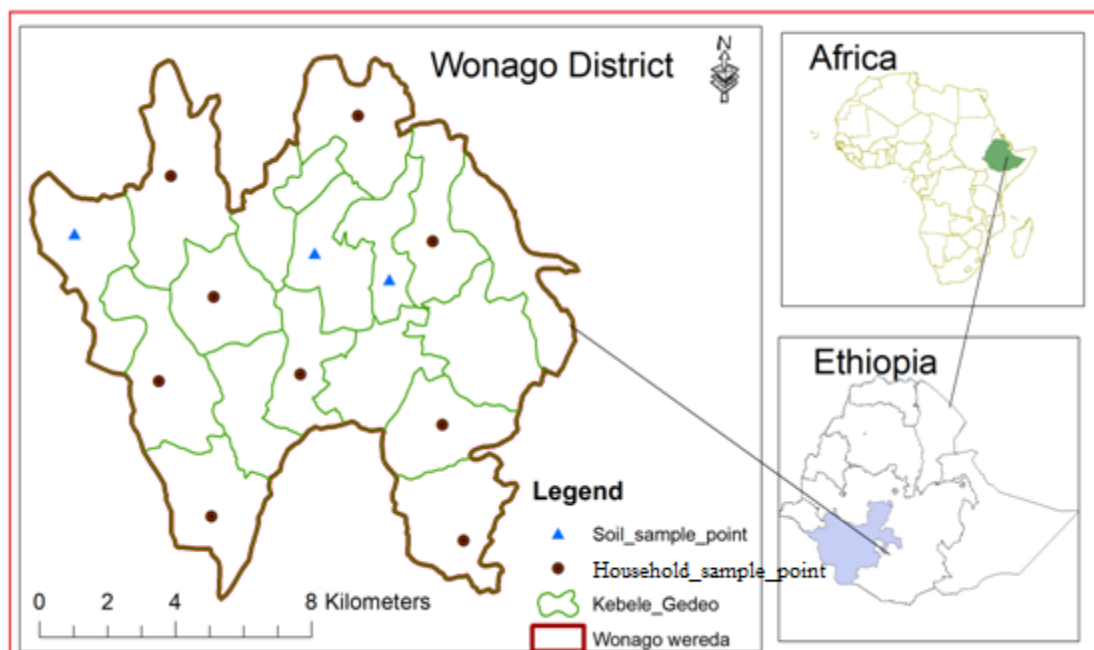 Wonago District
N
Legend
Soil_sample_point
Household_sample_point
Kebele_Gedeo
Wonago wereda
0 2 4 8 Kilometers
Africa
Ethiopia